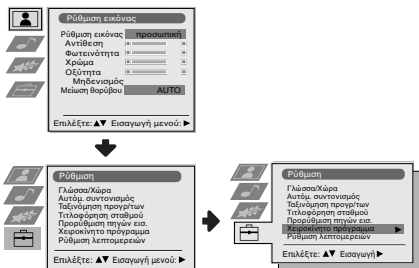 Ρύθμιση εικόνας
Ρύθμιση εικόνας προσωπική
Αντίθεση
Φωτεινότητα
Χρώμα
Οξύτητα
Μηδενισμός
Μείωση θορύβου AUTO
Επιλέξτε:▲▼ Εισαγωγή μενού:▶
Ρύθμιση
Γλώσσα/Χώρα
Αυτόμ. συντονισμός
Ταξινόμηση προγρ/των
Τιτλοφόρηση σταθμού
Προρύθμιση πηγών εισ.
Χειροκίνητο πρόγραμμα
Ρύθμιση λεπτομερειών
Επιλέξτε:▲▼ Εισαγωγή μενού:▶
Ρύθμιση
Γλώσσα/Χώρα
Αυτόμ. συντονισμός
Ταξινόμηση προγρ/των
Τιτλοφόρηση σταθμού
Προρύθμιση πηγών εισ.
Χειροκίνητο πρόγραμμα ▶
Ρύθμιση λεπτομερειών
Επιλέξτε:▲▼ Εισαγωγή▶